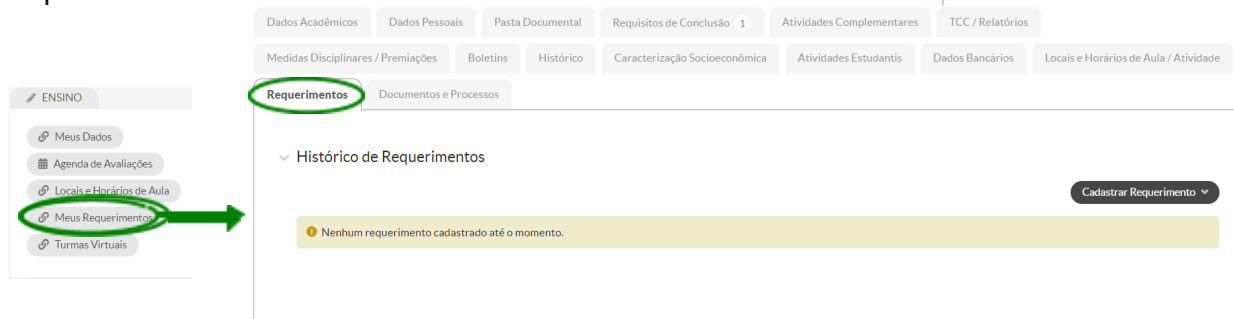 Dados Acadêmicos Dados Pessoais Pasta Documental Requisitos de Conclusão 1 Atividades Complementares TCC / Relatórios
Medidas Disciplinares / Premiações Boletins Histórico Caracterização Socioeconômica Atividades Estudantis Dados Bancários Locais e Horários de Aula / Atividade
Requerimentos Documentos e Processos
ENSINO
Meus Dados
Agenda de Avaliações
Locais e Horários de Aula
Meus Requerimentos
Turmas Virtuais
Histórico de Requerimentos
Cadastrar Requerimento
Nenhum requerimento cadastrado até o momento.